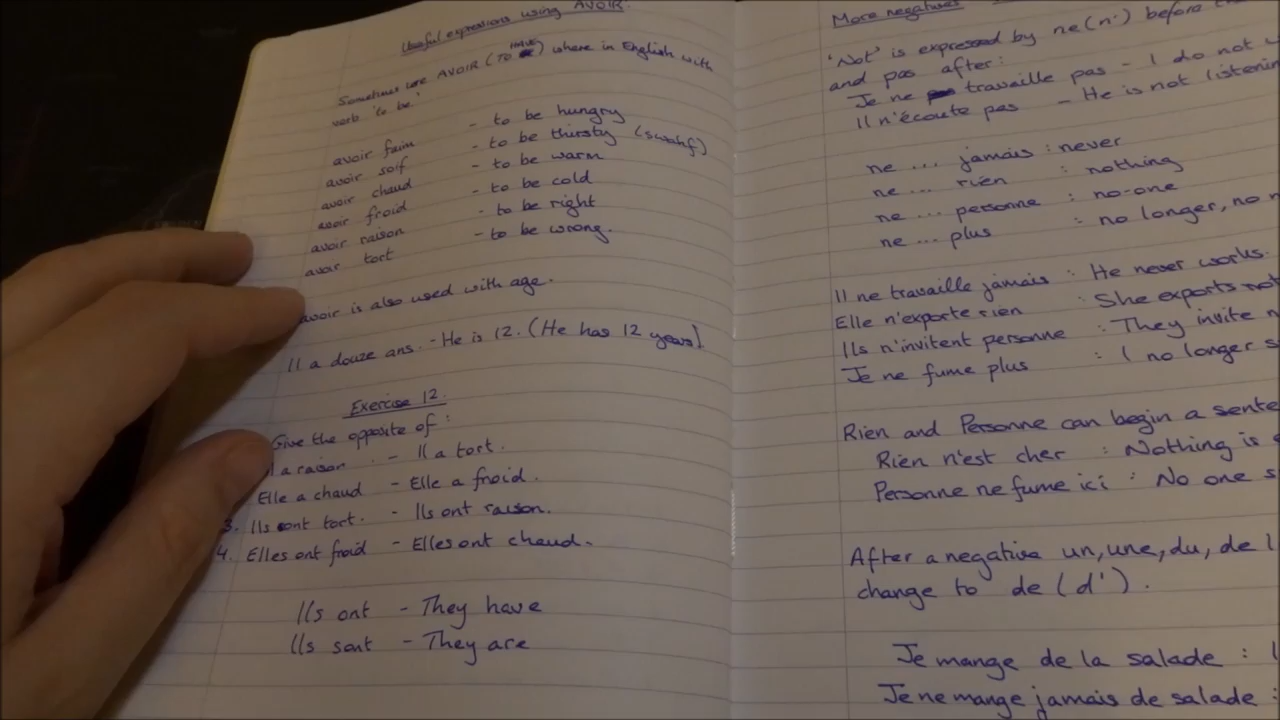 Useful expressions using AVOIR.
Sometimes use AVOIR (TO HAVE) where in English with
verb 'to be'
avoir faim - to be hungry
avoir soif - to be thirsty (swahf)
avoir chaud - to be warm
avoir froid - to be cold
avoir raison - to be right
avoir tort - to be wrong.
avoir is also used with age.
Il a douze ans. - He is 12. (He has 12 years)
Exercise 12.
Give the opposite of :
Il a raison - Il a tort.
Elle a chaud - Elle a froid.
3. Ils ont tort. - Ils ont raison.
4. Elles ont froid - Elles ont chaud.
Ils ont - They have
Ils sont - They are
More negatives
'Not' is expressed by ne (n') before
and pas after:
Je ne travaille pas - I do not
Il n'écoute pas - He is not listening
ne ... jamais : never
ne ... rien : nothing
ne ... personne : no-one
ne ... plus : no longer, no
Il ne travaille jamais : He never works.
Elle n'exporte rien : She exports
Ils n'invitent personne : They invite
Je ne fume plus : I no longer
Rien and Personne can begin a
Rien n'est cher : Nothing is
Personne ne fume ici : No one
After a negative un, une, du, de
change to de (d').
Je mange de la salade :
Je ne mange jamais de salade :